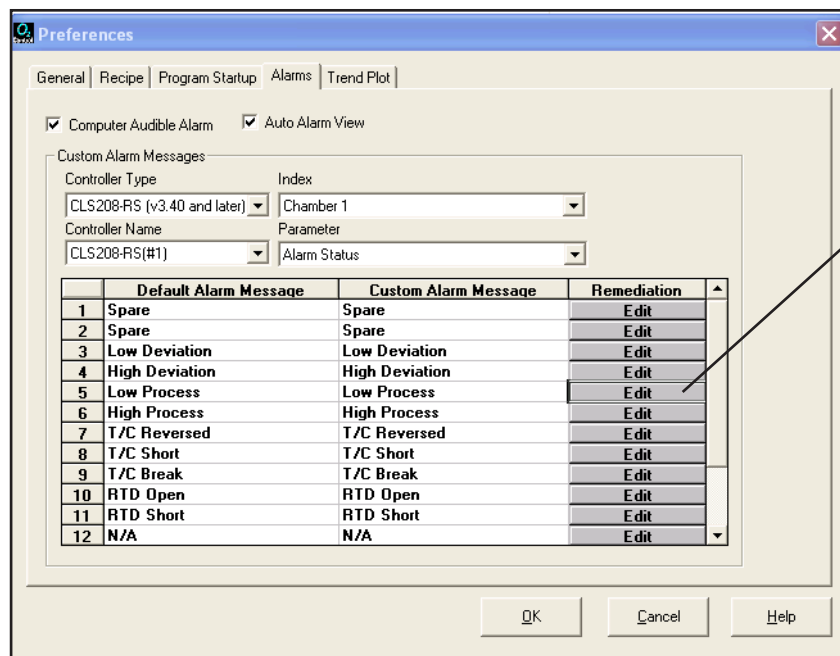 Preferences
General Recipe Program Startup Alarms Trend Plot
Computer Audible Alarm Auto Alarm View
Custom Alarm Messages
Controller Type Index
CLS208-RS (v3.40 and later) Chamber 1
Controller Name Parameter
CLS208-RS(#1) Alarm Status
Default Alarm Message Custom Alarm Message Remediation
1 Spare Spare Edit
2 Spare Spare Edit
3 Low Deviation Low Deviation Edit
4 High Deviation High Deviation Edit
5 Low Process Low Process Edit
6 High Process High Process Edit
7 T/C Reversed T/C Reversed Edit
8 T/C Short T/C Short Edit
9 T/C Break T/C Break Edit
10 RTD Open RTD Open Edit
11 RTD Short RTD Short Edit
12 N/A N/A Edit
OK Cancel Help